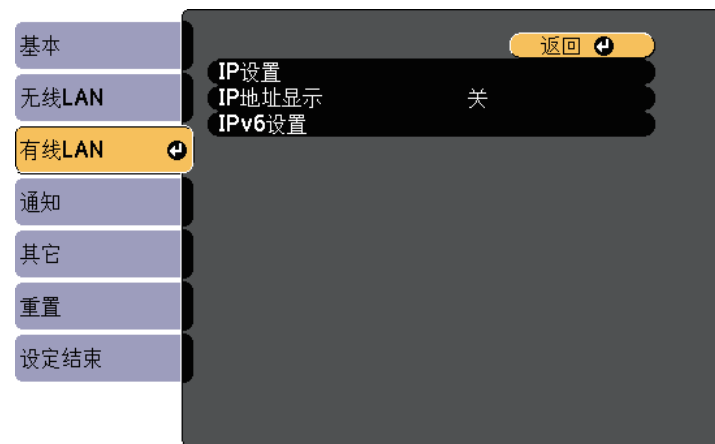 基本
无线LAN
有线LAN
通知
其它
重置
设定结束
返回
IP设置
IP地址显示 关
IPv6设置